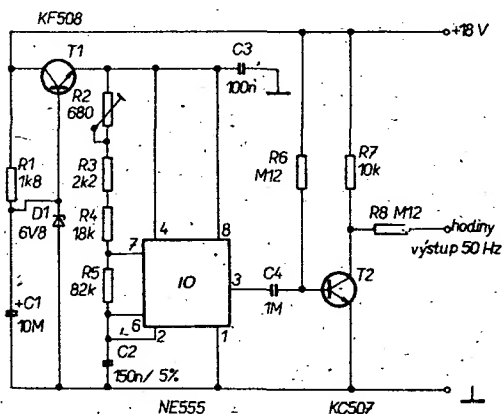 KF508
T1
+18 V
C3
100n
R2
680
R1
1k8
R3
2k2
R6
M12
R7
10k
D1
6V8
R4
18k
R8 M12
hodiny
výstup 50 Hz
7
4
8
R5
82k
IO
3
C4
1M
T2
+C1
10M
6
2
1
C2
150n/5%
NE555
KC507